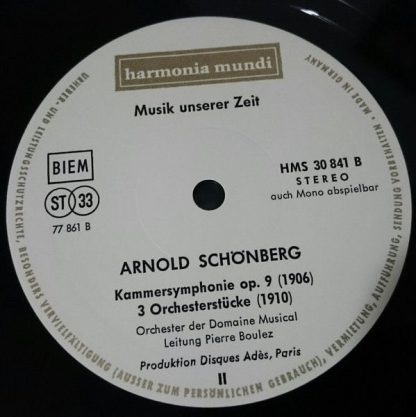 harmonia mundi
Musik unserer Zeit
BIEM
ST 33
77 861 B
HMS 30 841 B
STEREO
auch Mono abspielbar
ARNOLD SCHÖNBERG
Kammersymphonie op. 9 (1906)
3 Orchesterstücke (1910)
Orchester der Domaine Musical
Leitung Pierre Boulez
Produktion Disques Adès, Paris
II
URHEBER- UND LEISTUNGSSCHUTZRECHTE, BESONDERS VERVIELFÄLTIGUNG (AUSSER ZUM PERSÖNLICHEN GEBRAUCH), VERMIETUNG, AUFFÜHRUNG, SENDUNG VORBEHALTEN · MADE IN GERMANY